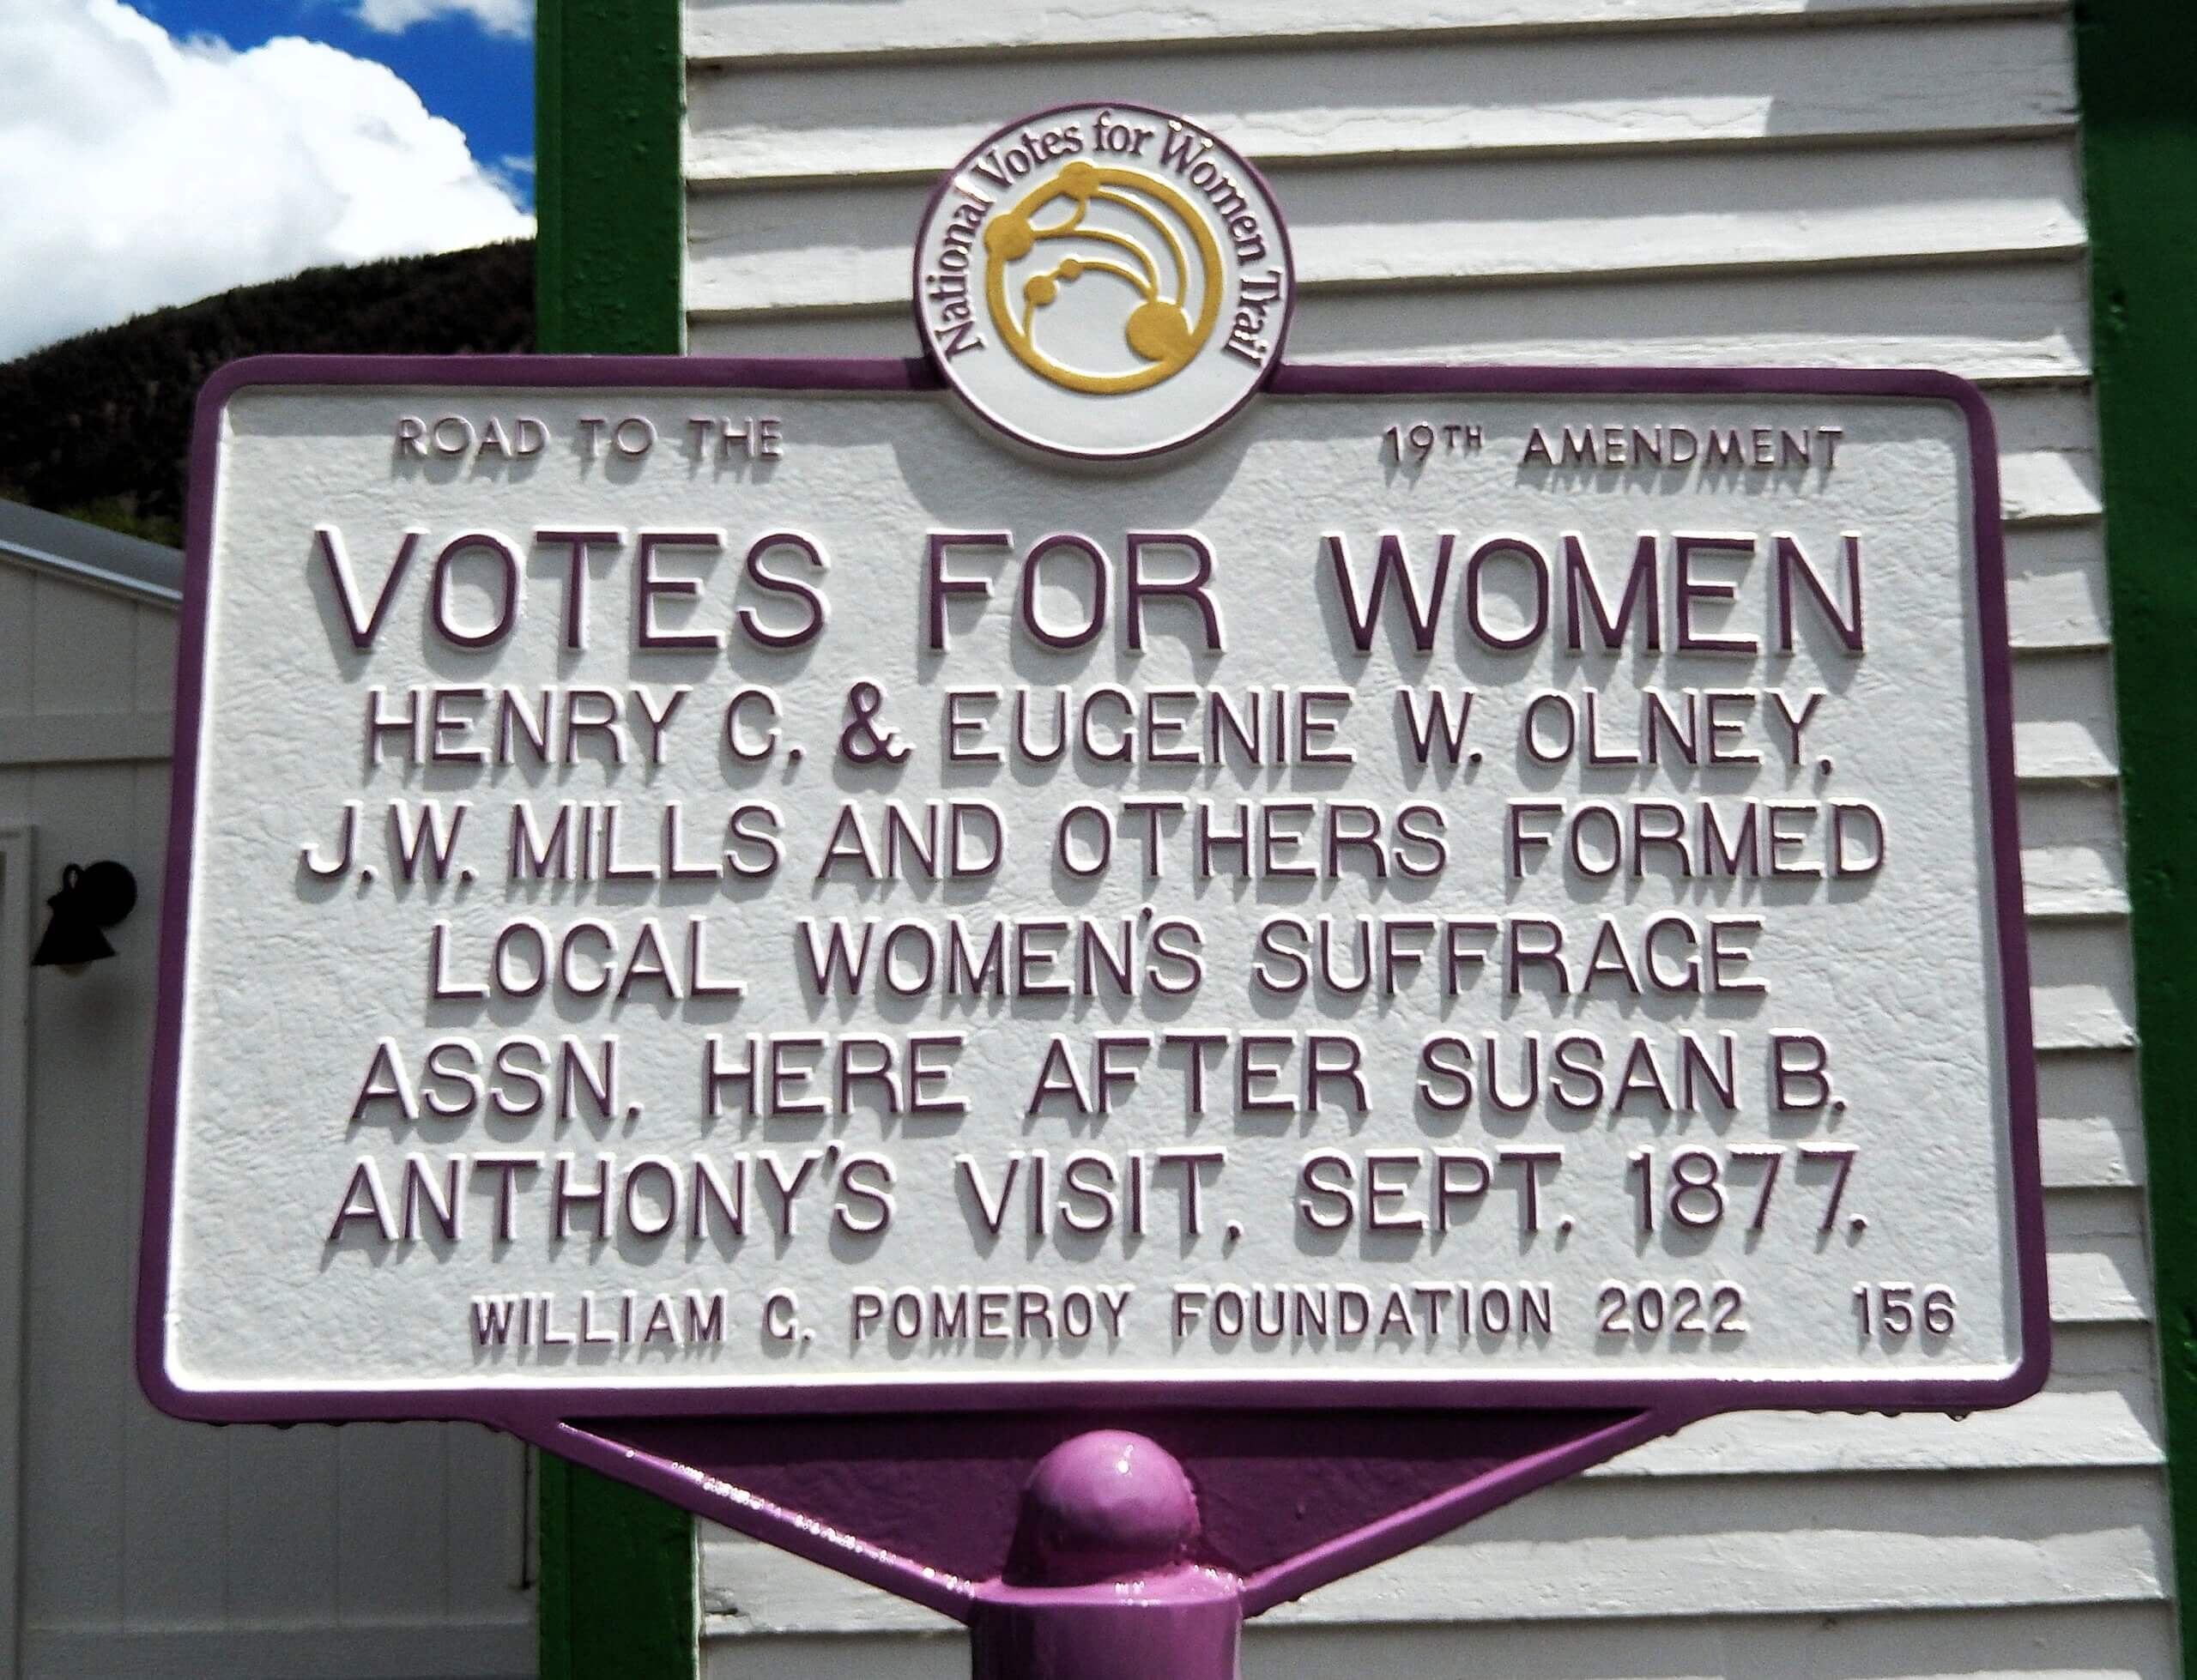 National Votes for Women Trail
ROAD TO THE 19TH AMENDMENT
VOTES FOR WOMEN
HENRY C. & EUGENIE W. OLNEY,
J.W. MILLS AND OTHERS FORMED
LOCAL WOMEN'S SUFFRAGE
ASSN. HERE AFTER SUSAN B.
ANTHONY'S VISIT, SEPT. 1877.
WILLIAM G. POMEROY FOUNDATION 2022 156